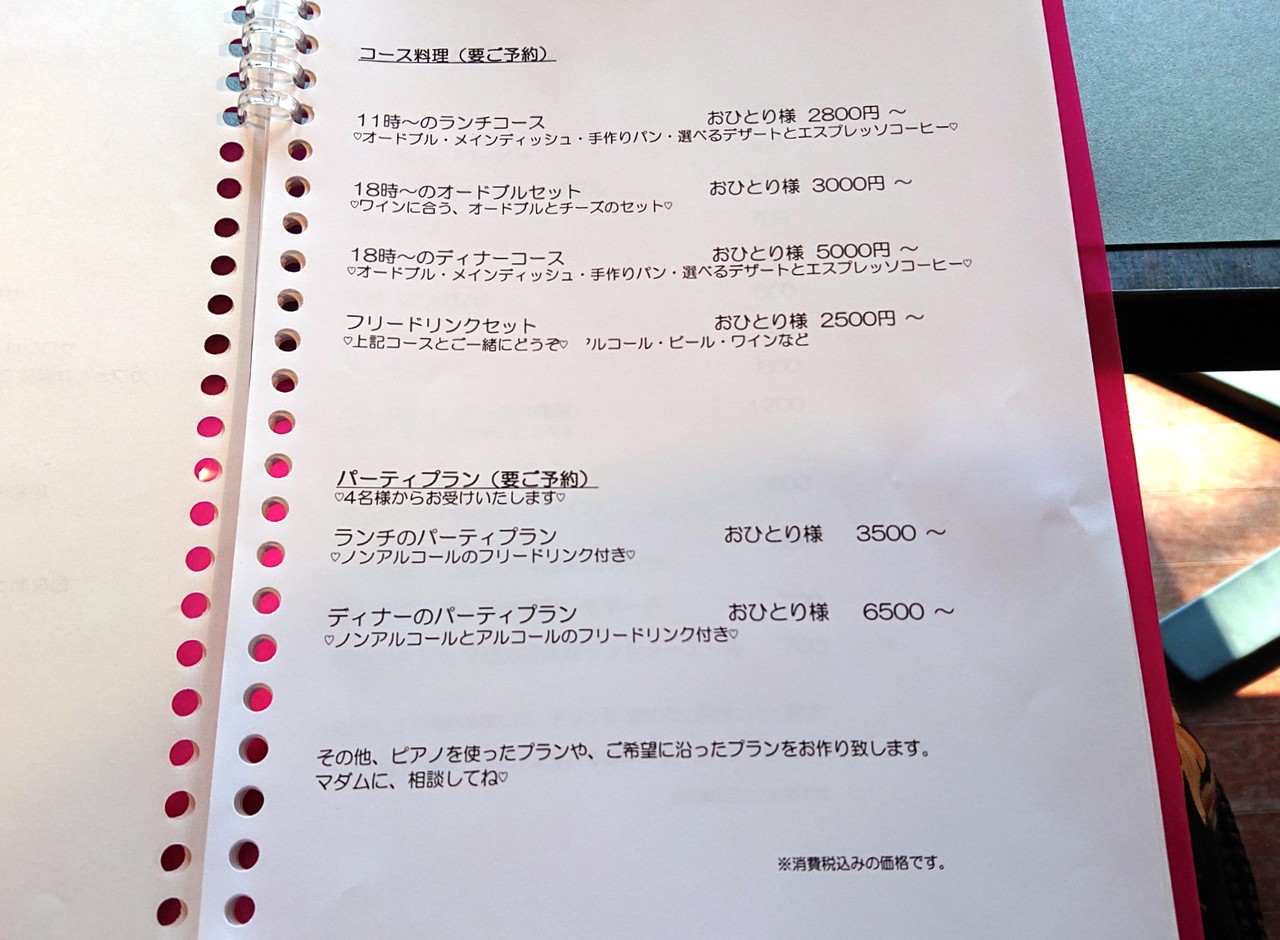 コース料理（要ご予約）
11時～のランチコース　おひとり様 2800円 ～
♡オードブル・メインディッシュ・手作りパン・選べるデザートとエスプレッソコーヒー♡
18時～のオードブルセット　おひとり様 3000円 ～
♡ワインに合う、オードブルとチーズのセット♡
18時～のディナーコース　おひとり様 5000円 ～
♡オードブル・メインディッシュ・手作りパン・選べるデザートとエスプレッソコーヒー♡
フリードリンクセット　おひとり様 2500円 ～
♡上記コースとご一緒にどうぞ♡　ルコール・ビール・ワインなど
パーティプラン（要ご予約）
♡4名様からお受けいたします♡
ランチのパーティプラン　おひとり様　3500 ～
♡ノンアルコールのフリードリンク付き♡
ディナーのパーティプラン　おひとり様　6500 ～
♡ノンアルコールとアルコールのフリードリンク付き♡
その他、ピアノを使ったプランや、ご希望に沿ったプランをお作り致します。
マダムに、相談してね♡
※消費税込みの価格です。